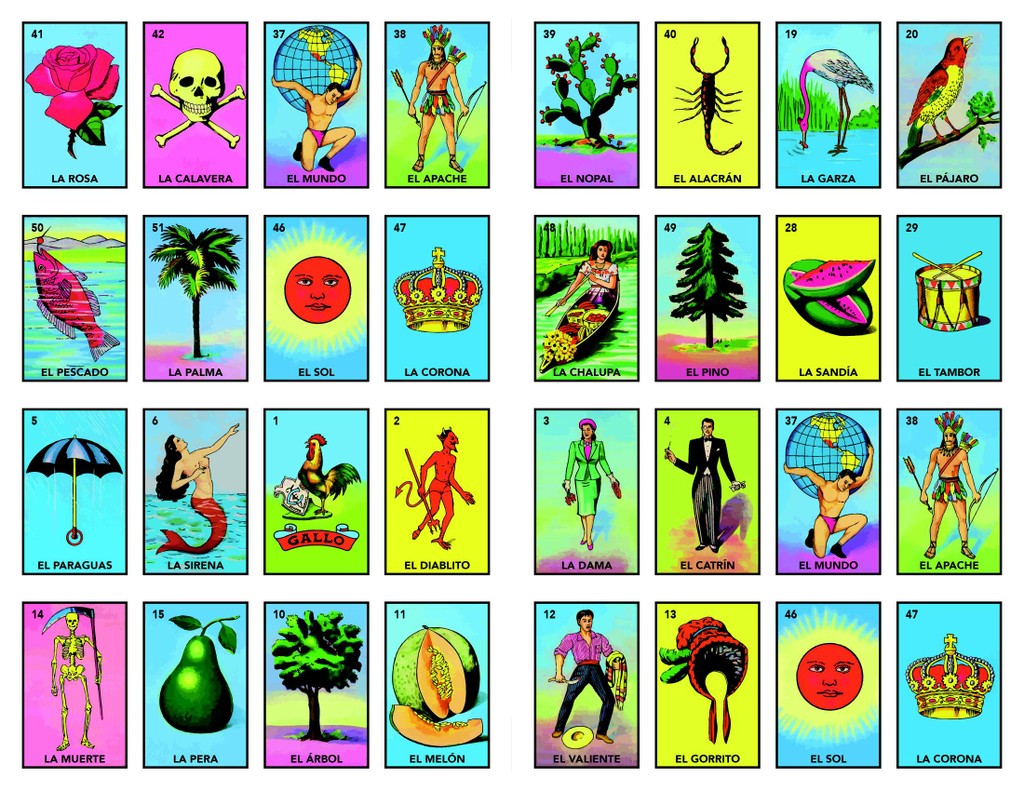 41
LA ROSA
42
LA CALAVERA
37
EL MUNDO
38
EL APACHE
39
EL NOPAL
40
EL ALACRÁN
19
LA GARZA
20
EL PÁJARO
50
EL PESCADO
51
LA PALMA
46
EL SOL
47
LA CORONA
48
LA CHALUPA
49
EL PINO
28
LA SANDÍA
29
EL TAMBOR
5
EL PARAGUAS
6
LA SIRENA
1
GALLO
2
EL DIABLITO
3
LA DAMA
4
EL CATRÍN
37
EL MUNDO
38
EL APACHE
14
LA MUERTE
15
LA PERA
10
EL ÁRBOL
11
EL MELÓN
12
EL VALIENTE
13
EL GORRITO
46
EL SOL
47
LA CORONA